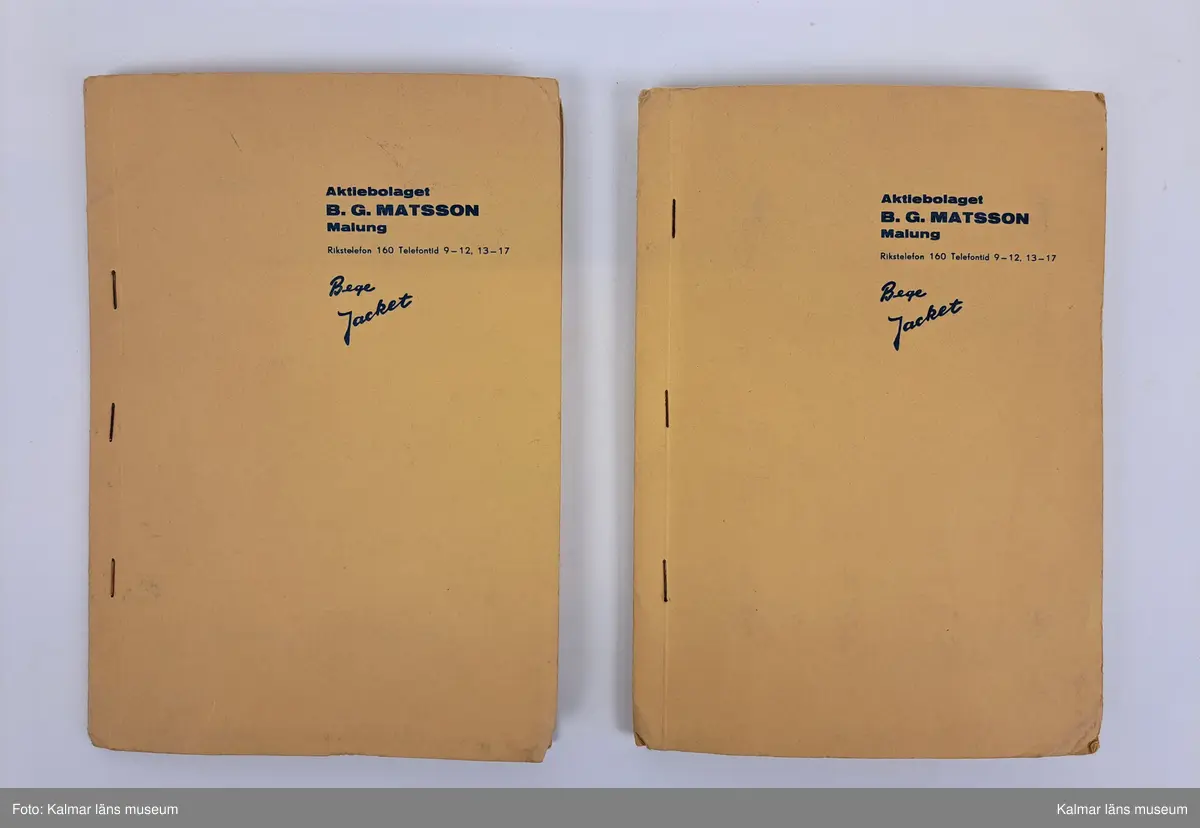 Aktiebolaget
B. G. MATSSON
Malung
Rikstelefon 160 Telefontid 9–12, 13–17
Bege
Jacket
Aktiebolaget
B. G. MATSSON
Malung
Rikstelefon 160 Telefontid 9–12, 13–17
Bege
Jacket
Foto: Kalmar läns museum
Kalmar läns museum